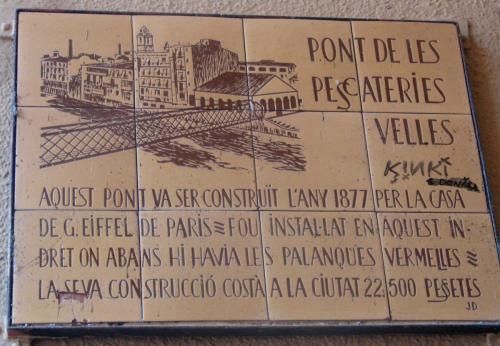 PONT DE LES
PESCATERIES
VELLES
KINKI
AQUEST PONT VA SER CONSTRUÏT L'ANY 1877 PER LA CASA
DE G. EIFFEL DE PARIS ≋ FOU INSTAL·LAT EN AQUEST IN-
DRET ON ABANS HI HAVIA LES PALANQUES VERMELLES ≋
LA SEVA CONSTRUCCIÓ COSTÀ A LA CIUTAT 22.500 PESSETES
JD